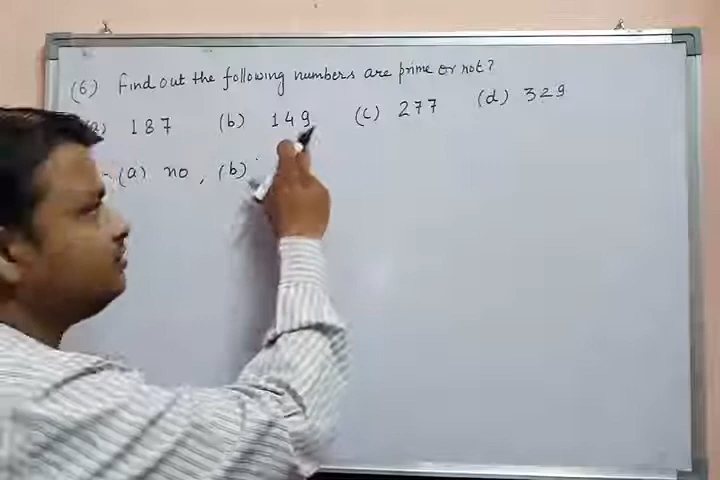 (6) Find out the following numbers are prime or not?
(a) 187 (b) 149 (c) 277 (d) 329
(a) no, (b)